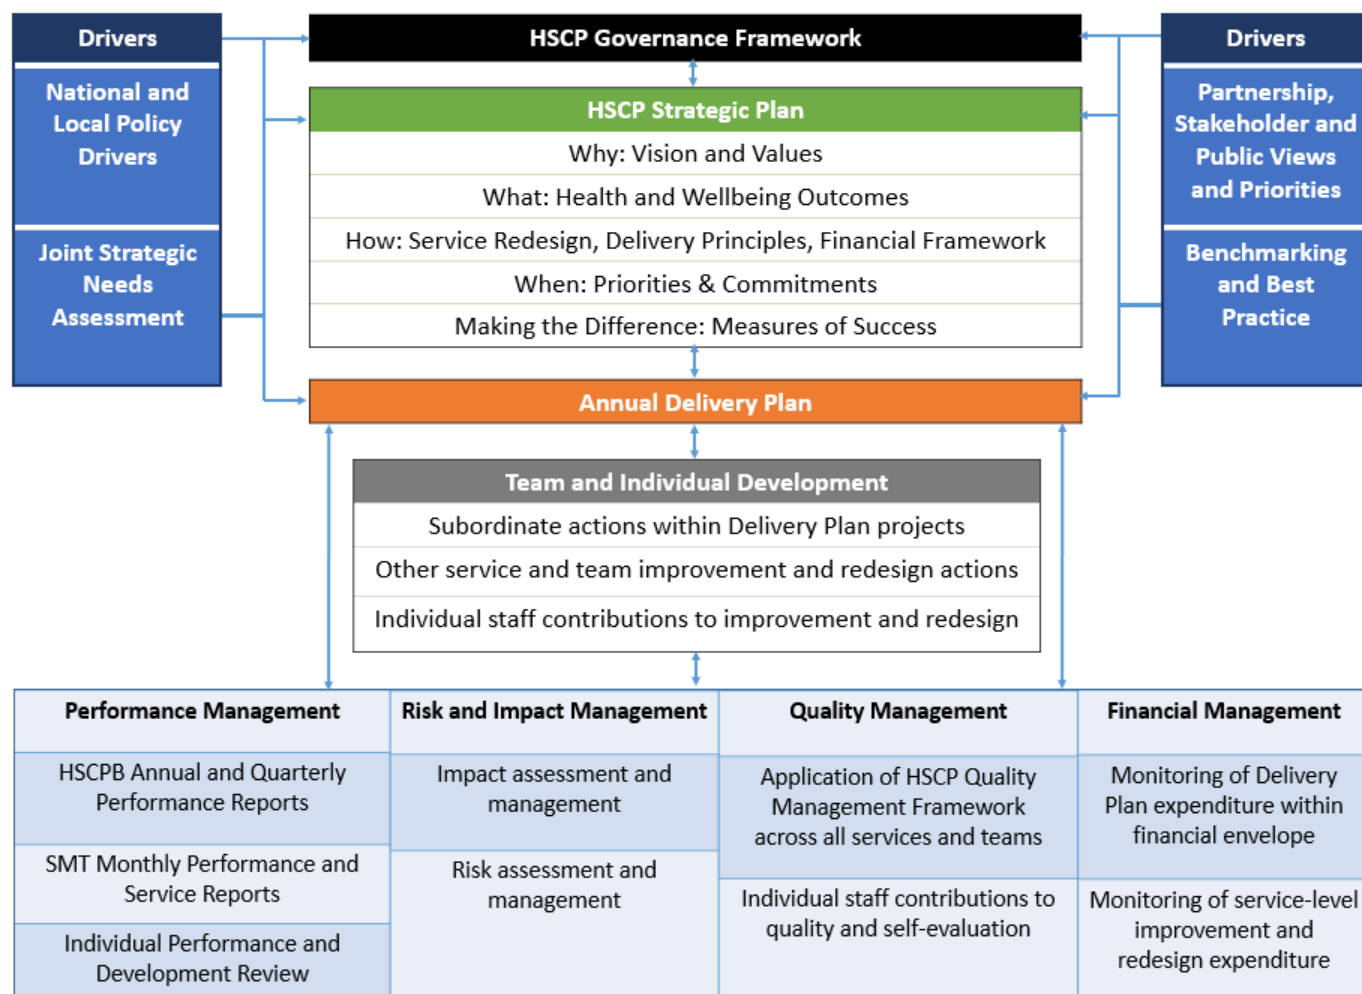 Drivers
National and
Local Policy
Drivers
Joint Strategic
Needs
Assessment
HSCP Governance Framework
HSCP Strategic Plan
Why: Vision and Values
What: Health and Wellbeing Outcomes
How: Service Redesign, Delivery Principles, Financial Framework
When: Priorities & Commitments
Making the Difference: Measures of Success
Annual Delivery Plan
Drivers
Partnership,
Stakeholder and
Public Views
and Priorities
Benchmarking
and Best
Practice
Team and Individual Development
Subordinate actions within Delivery Plan projects
Other service and team improvement and redesign actions
Individual staff contributions to improvement and redesign
Performance Management
HSCPB Annual and Quarterly
Performance Reports
SMT Monthly Performance and
Service Reports
Individual Performance and
Development Review
Risk and Impact Management
Impact assessment and
management
Risk assessment and
management
Quality Management
Application of HSCP Quality
Management Framework
across all services and teams
Individual staff contributions to
quality and self-evaluation
Financial Management
Monitoring of Delivery
Plan expenditure within
financial envelope
Monitoring of service-level
improvement and
redesign expenditure